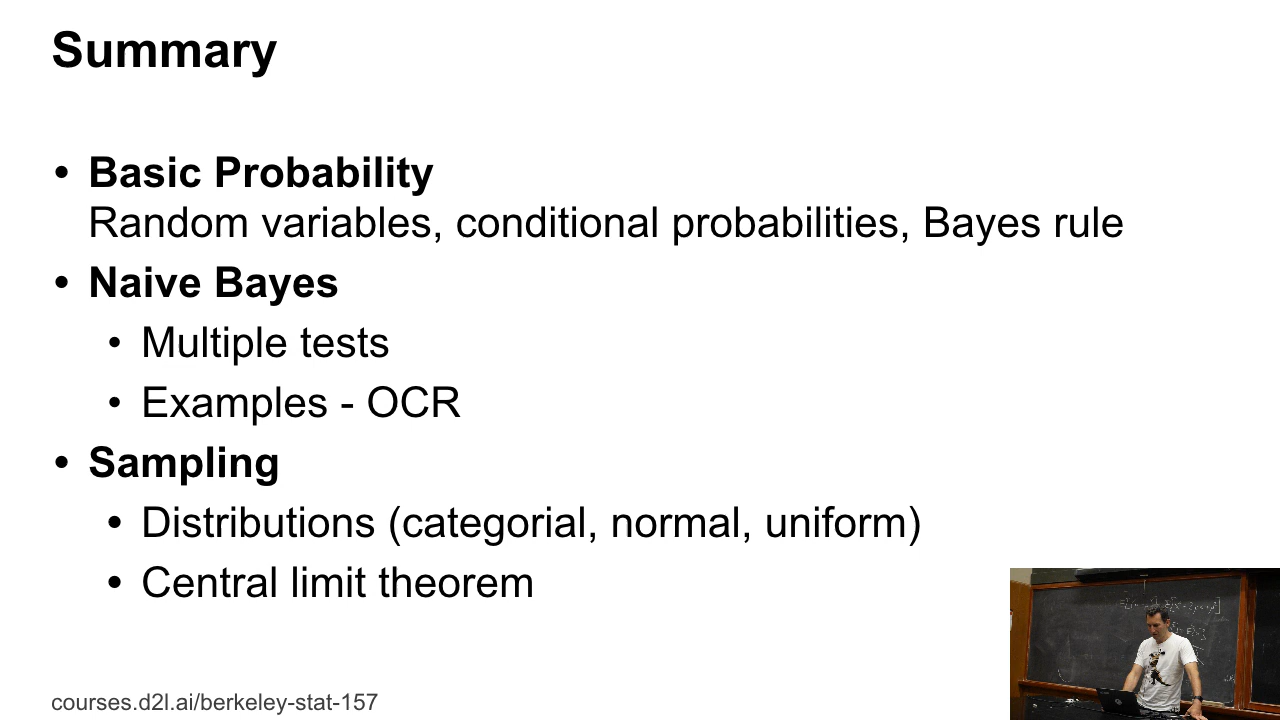 Summary
• Basic Probability
Random variables, conditional probabilities, Bayes rule
• Naive Bayes
• Multiple tests
• Examples - OCR
• Sampling
• Distributions (categorial, normal, uniform)
• Central limit theorem
courses.d2l.ai/berkeley-stat-157